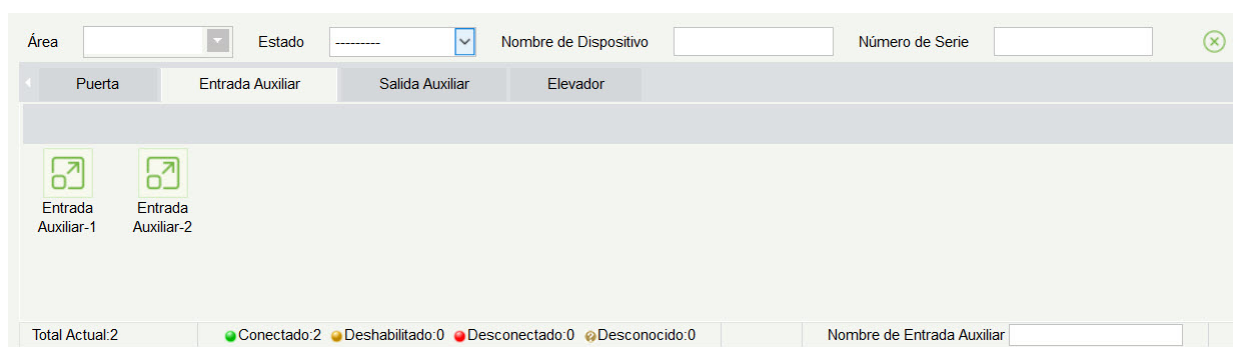 Área Estado --------- Nombre de Dispositivo Número de Serie
Puerta Entrada Auxiliar Salida Auxiliar Elevador
Entrada Auxiliar-1
Entrada Auxiliar-2
Total Actual:2 Conectado:2 Deshabilitado:0 Desconectado:0 Desconocido:0 Nombre de Entrada Auxiliar